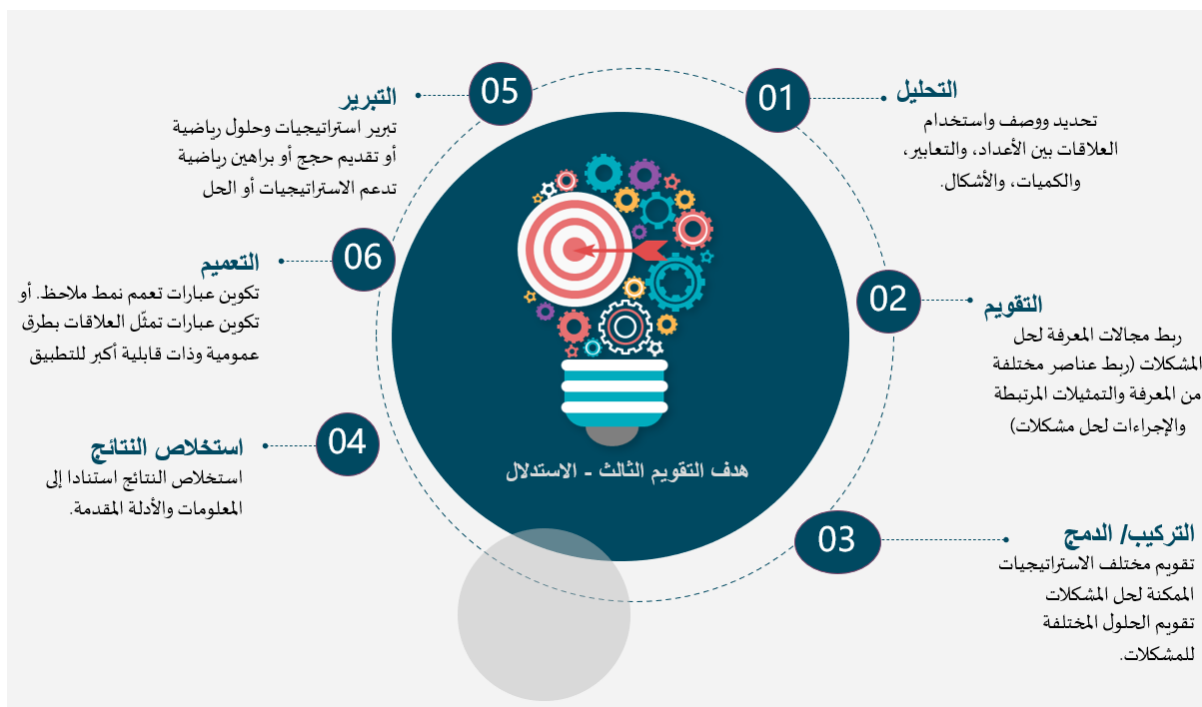 01
التحليل
تحديد ووصف واستخدام
العلاقات بين الأعداد، والتعابير،
والكميات، والأشكال.
02
التقويم
ربط مجالات المعرفة لحل
المشكلات (ربط عناصر مختلفة
من المعرفة والتمثيلات المرتبطة
والإجراءات لحل مشكلات)
03
التركيب/ الدمج
تقويم مختلف الاستراتيجيات
الممكنة لحل المشكلات
تقويم الحلول المختلفة
للمشكلات.
04
استخلاص النتائج
استخلاص النتائج استنادا إلى
المعلومات والأدلة المقدمة.
05
التبرير
تبرير استراتيجيات وحلول رياضية
أو تقديم حجج أو براهين رياضية
تدعم الاستراتيجيات أو الحل
06
التعميم
تكوين عبارات تعمم نمط ملاحظ. أو
تكوين عبارات تمثّل العلاقات بطرق
عمومية وذات قابلية أكبر للتطبيق
هدف التقويم الثالث - الاستدلال